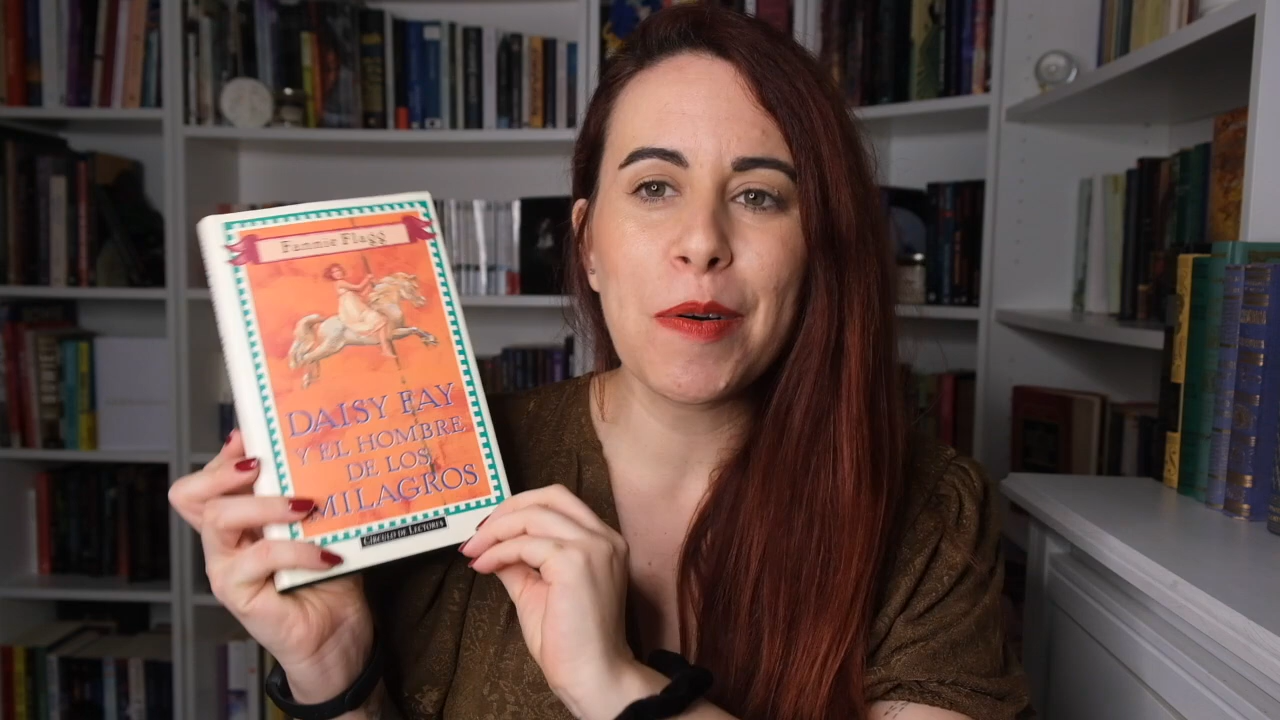 Fannie Flagg
DAISY FAY
Y EL HOMBRE
DE LOS
MILAGROS
CÍRCULO DE LECTORES